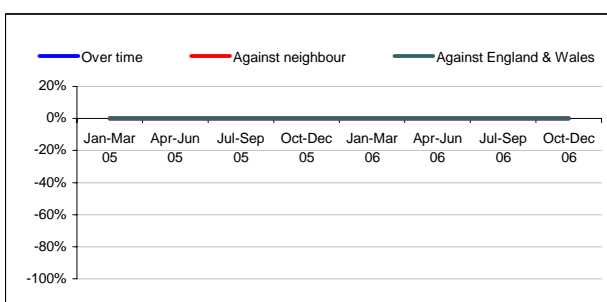 Over time Against neighbour Against England & Wales
20%
0%
Jan-Mar Apr-Jun Jul-Sep Oct-Dec Jan-Mar Apr-Jun Jul-Sep Oct-Dec
05 05 05 05 06 06 06 06
-20%
-40%
-60%
-80%
-100%